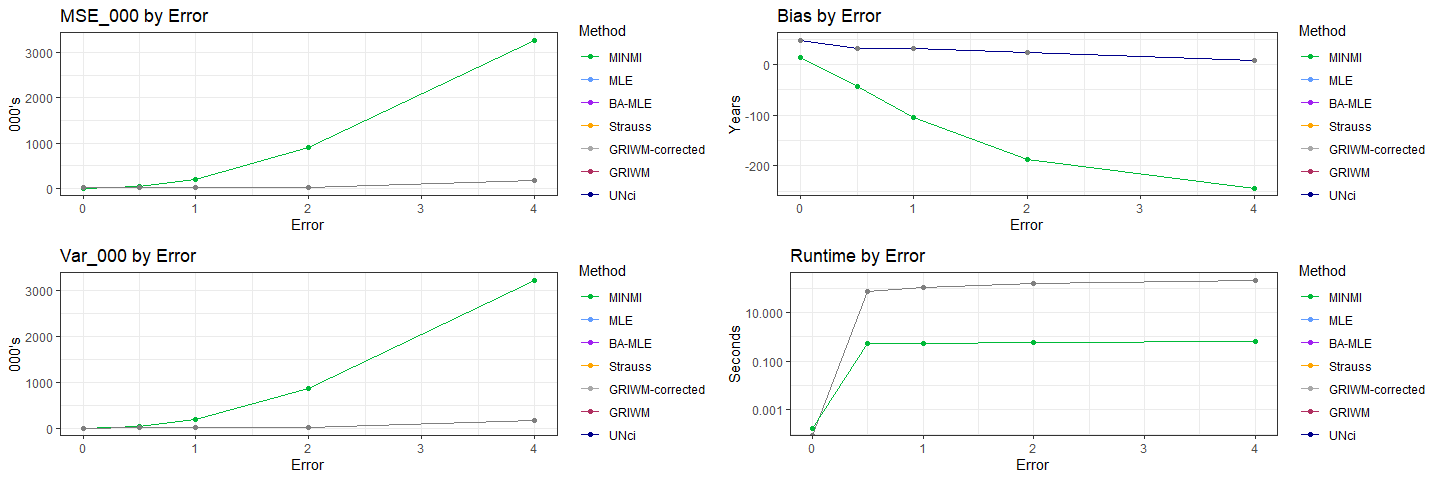 MSE_000 by Error
3000
2000
1000
0
000's
0 1 2 3 4
Error
Method
MINMI
MLE
BA-MLE
Strauss
GRIWM-corrected
GRIWM
UNci
Bias by Error
0
-100
-200
Years
0 1 2 3 4
Error
Method
MINMI
MLE
BA-MLE
Strauss
GRIWM-corrected
GRIWM
UNci
Var_000 by Error
3000
2000
1000
0
000's
0 1 2 3 4
Error
Method
MINMI
MLE
BA-MLE
Strauss
GRIWM-corrected
GRIWM
UNci
Runtime by Error
10.000
0.100
0.001
Seconds
0 1 2 3 4
Error
Method
MINMI
MLE
BA-MLE
Strauss
GRIWM-corrected
GRIWM
UNci